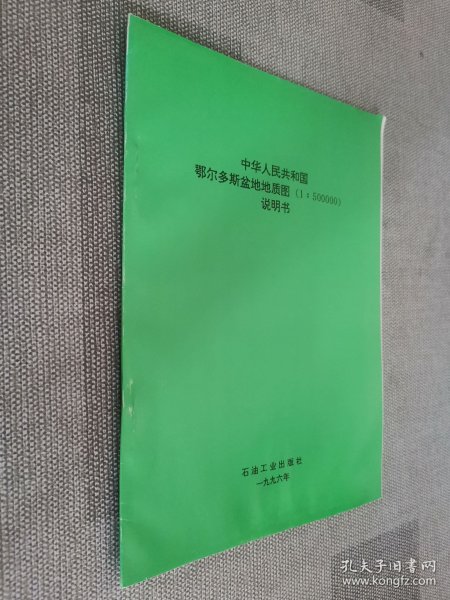 中华人民共和国
鄂尔多斯盆地地质图（1：500000）
说明书
石油工业出版社
一九九六年
孔夫子旧书网
www.kongfz.com